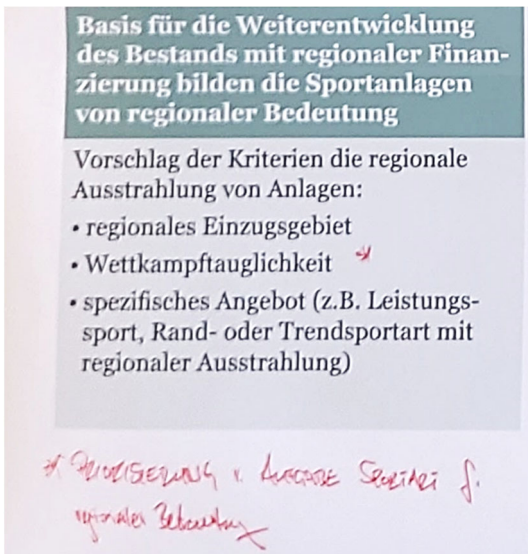 Basis für die Weiterentwicklung
des Bestands mit regionaler Finan-
zierung bilden die Sportanlagen
von regionaler Bedeutung
Vorschlag der Kriterien die regionale
Ausstrahlung von Anlagen:
• regionales Einzugsgebiet
• Wettkampftauglichkeit *
• spezifisches Angebot (z.B. Leistungs-
sport, Rand- oder Trendsportart mit
regionaler Ausstrahlung)
* f.
regionaler Bedeutung